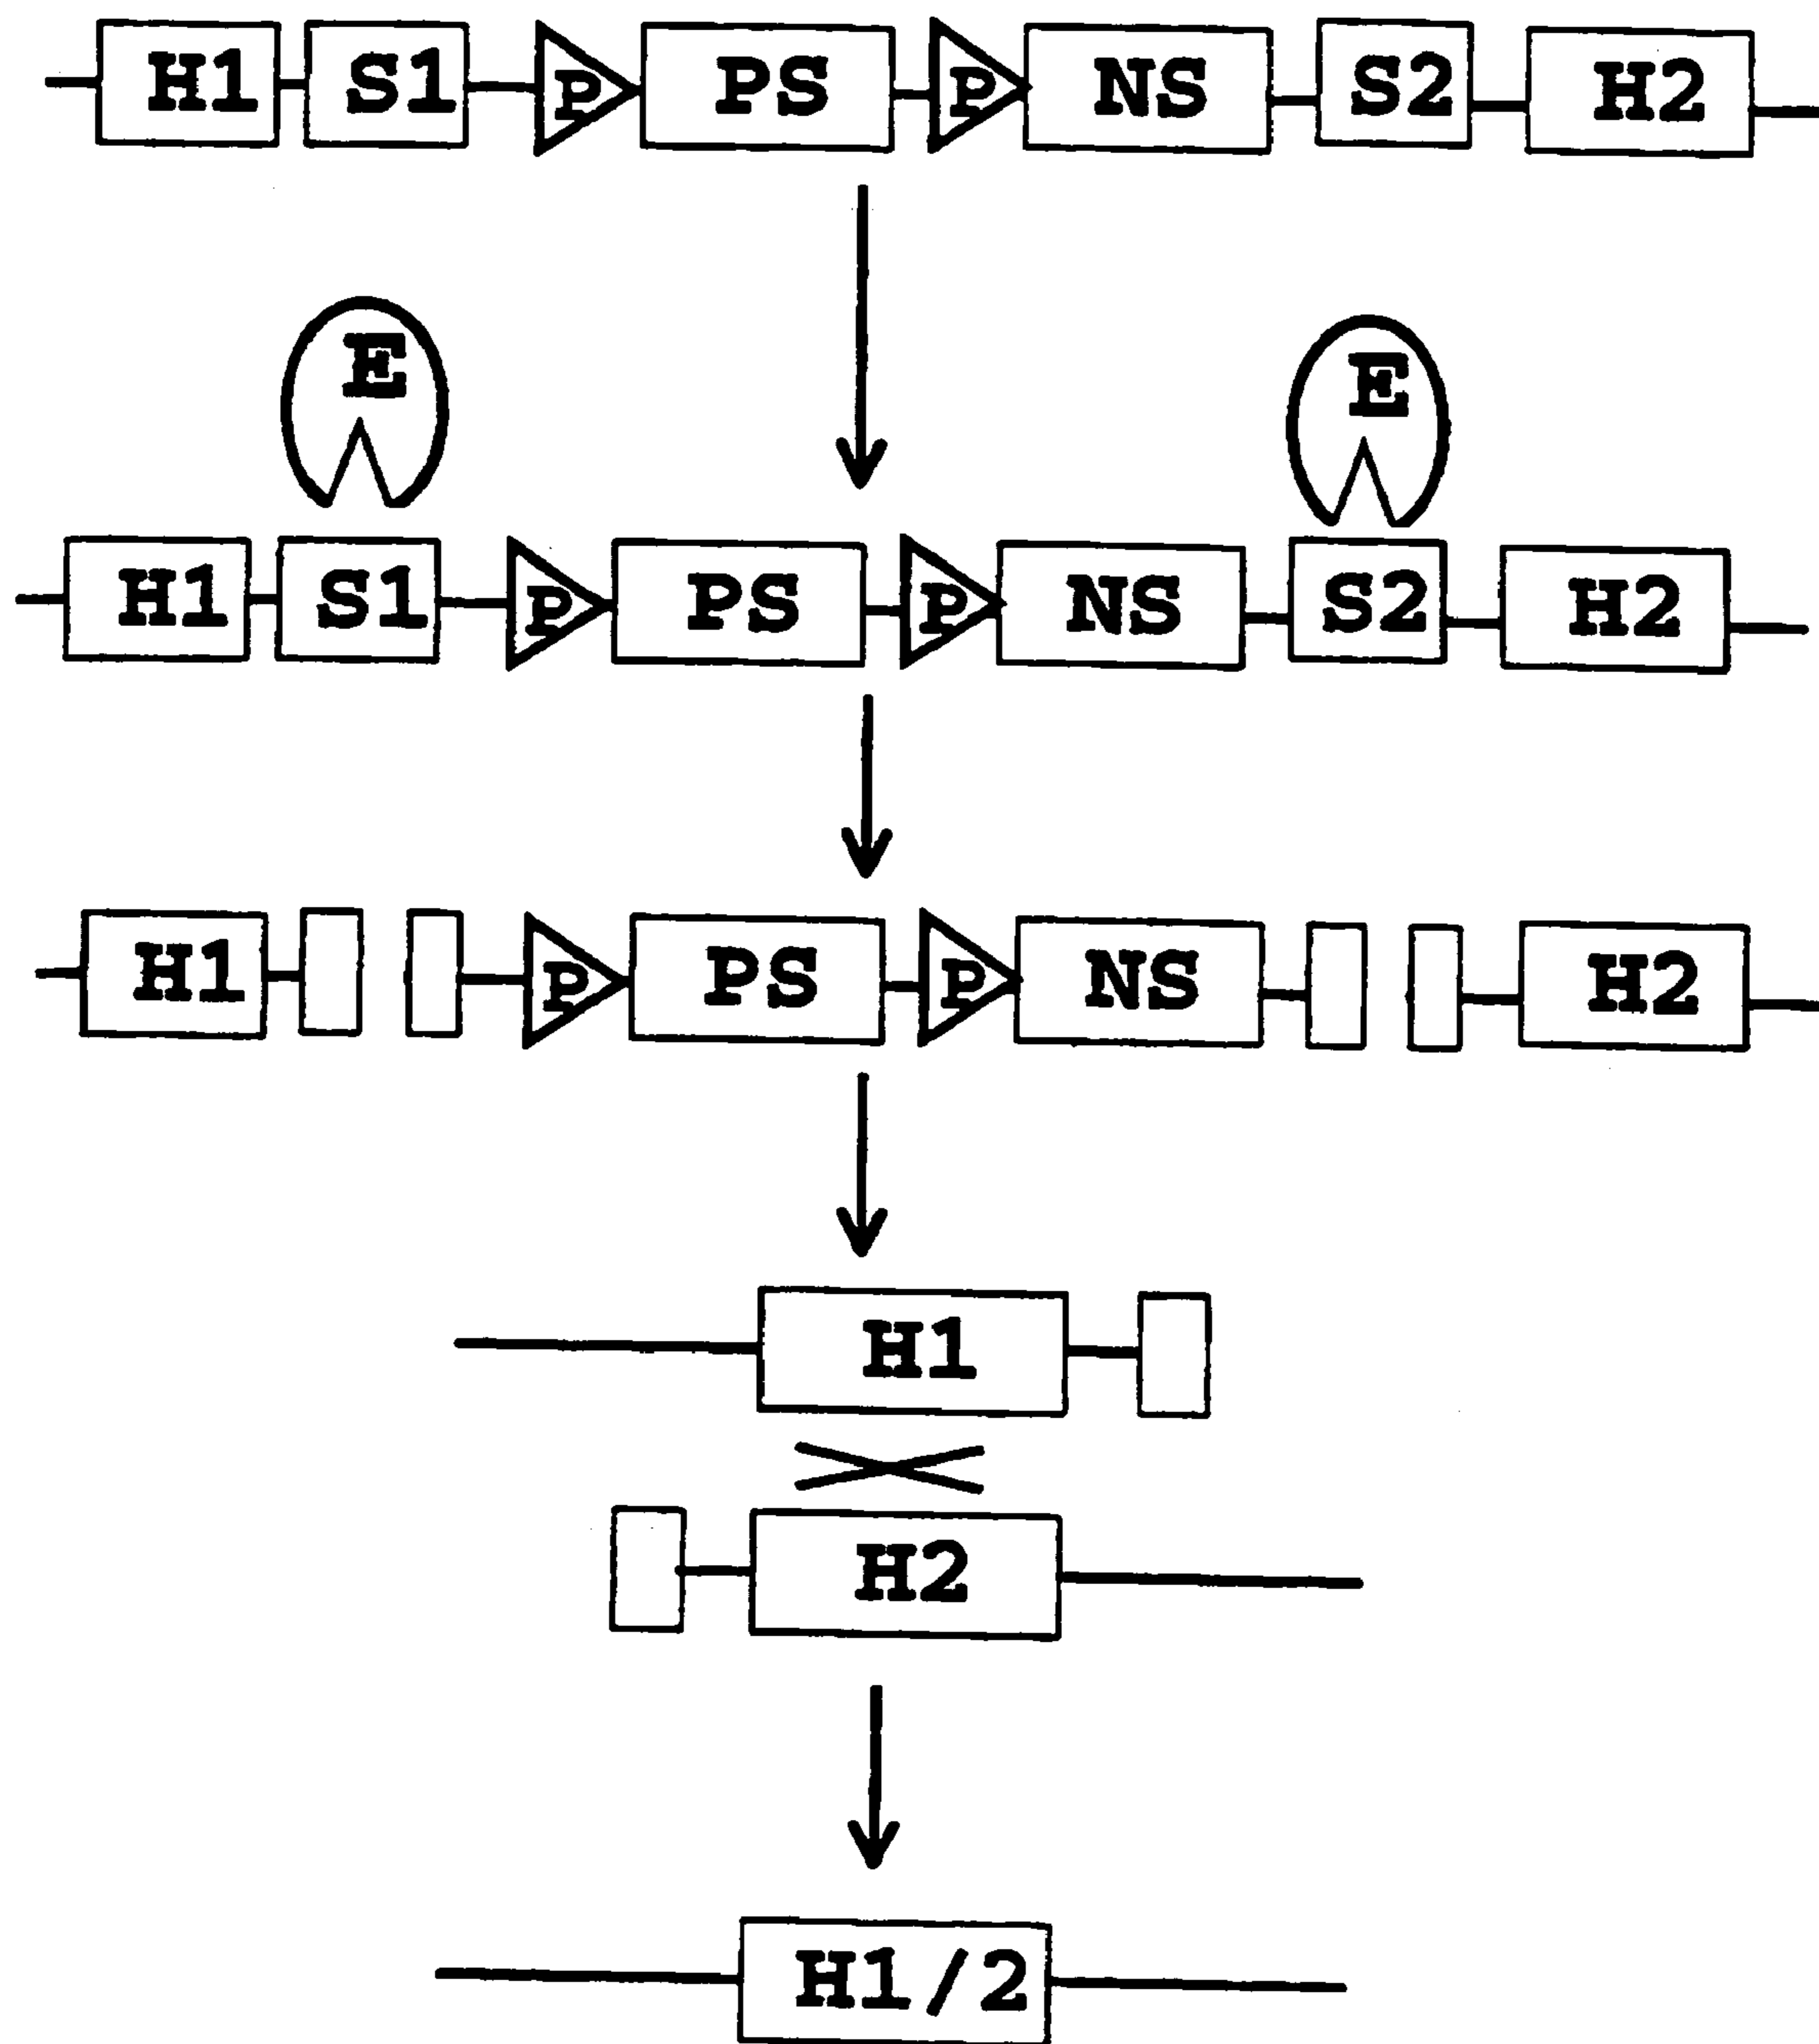 H1 S1 P PS P NS S2 H2
E E
H1 S1 P PS P NS S2 H2
H1 P PS P NS H2
H1
H2
H1/2